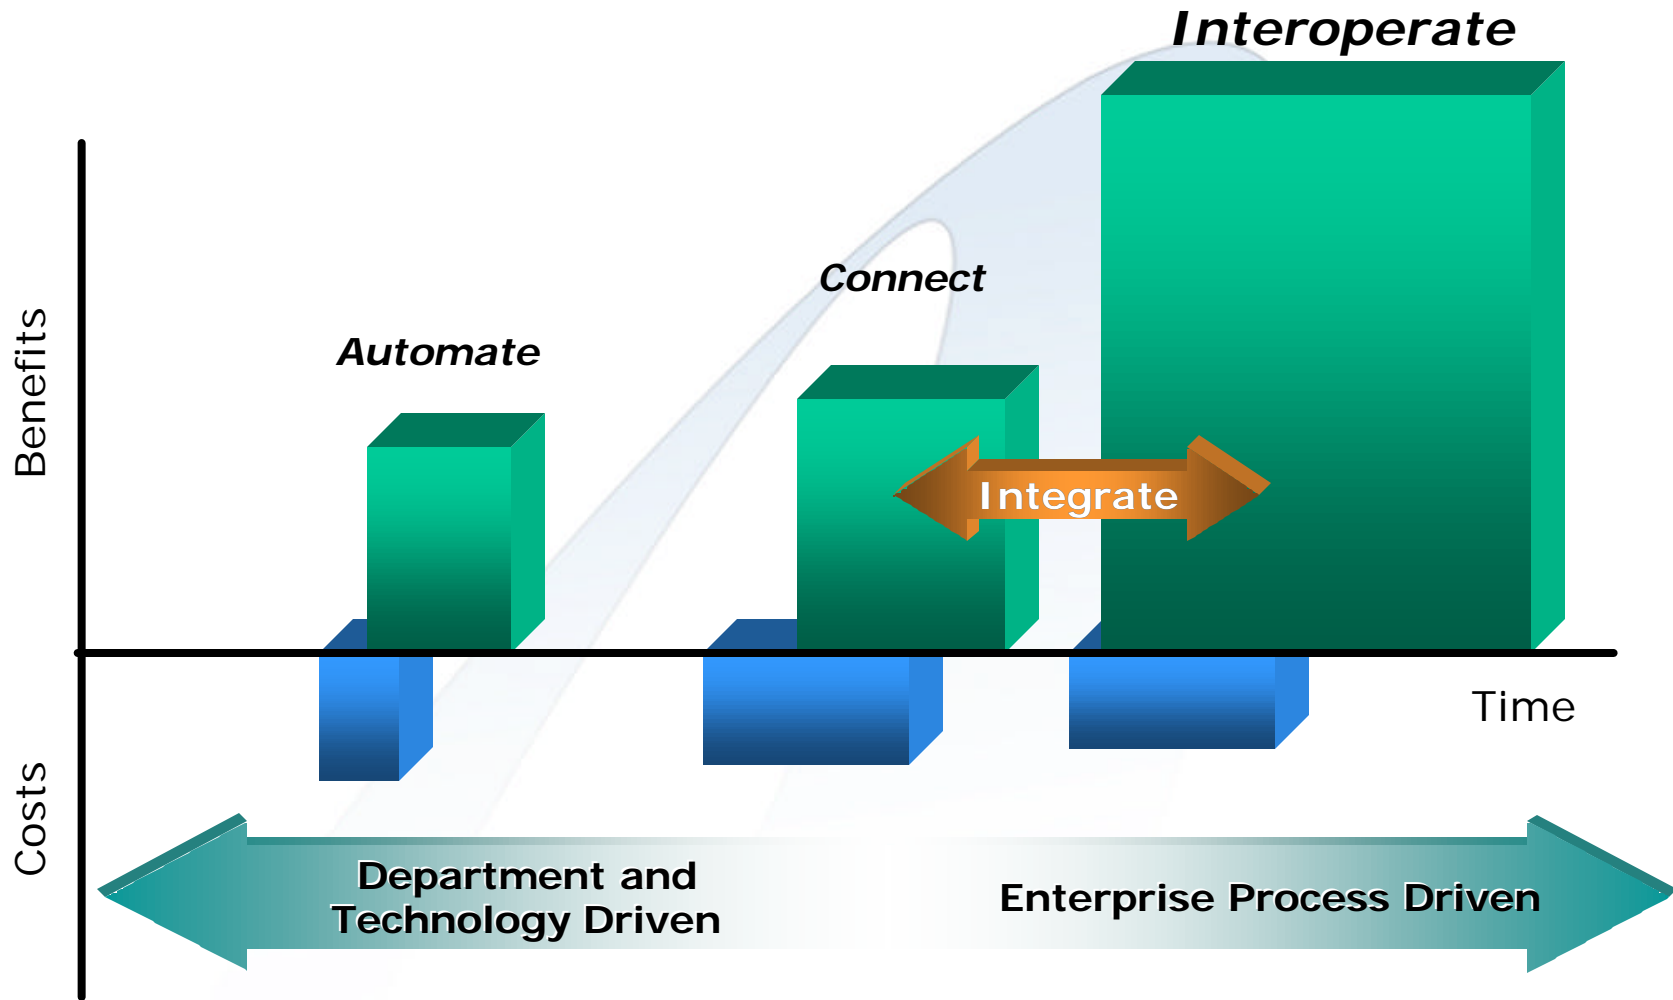 Interoperate
Connect
Automate
Benefits
Integrate
Time
Costs
Department and
Technology Driven
Enterprise Process Driven